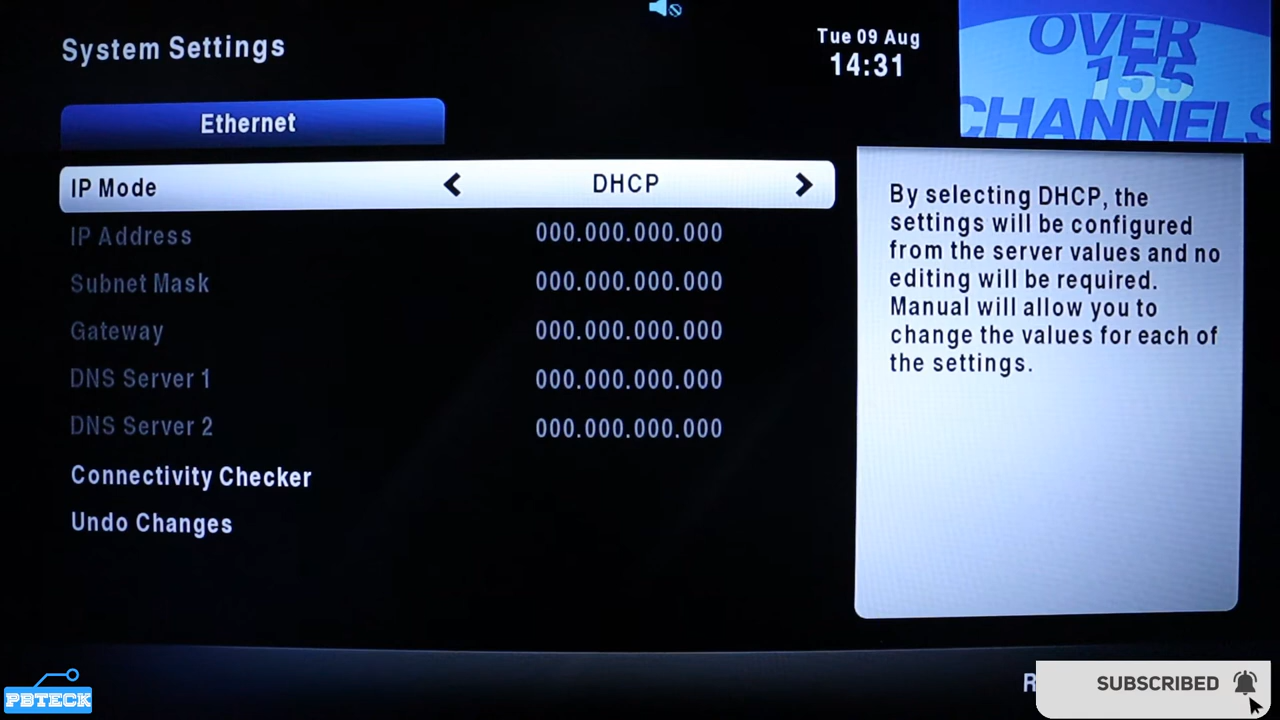 System Settings
Tue 09 Aug
14:31
OVER
155
CHANNELS
Ethernet
IP Mode DHCP
IP Address 000.000.000.000
Subnet Mask 000.000.000.000
Gateway 000.000.000.000
DNS Server 1 000.000.000.000
DNS Server 2 000.000.000.000
Connectivity Checker
Undo Changes
By selecting DHCP, the
settings will be configured
from the server values and no
editing will be required.
Manual will allow you to
change the values for each of
the settings.
PBTECK
SUBSCRIBED